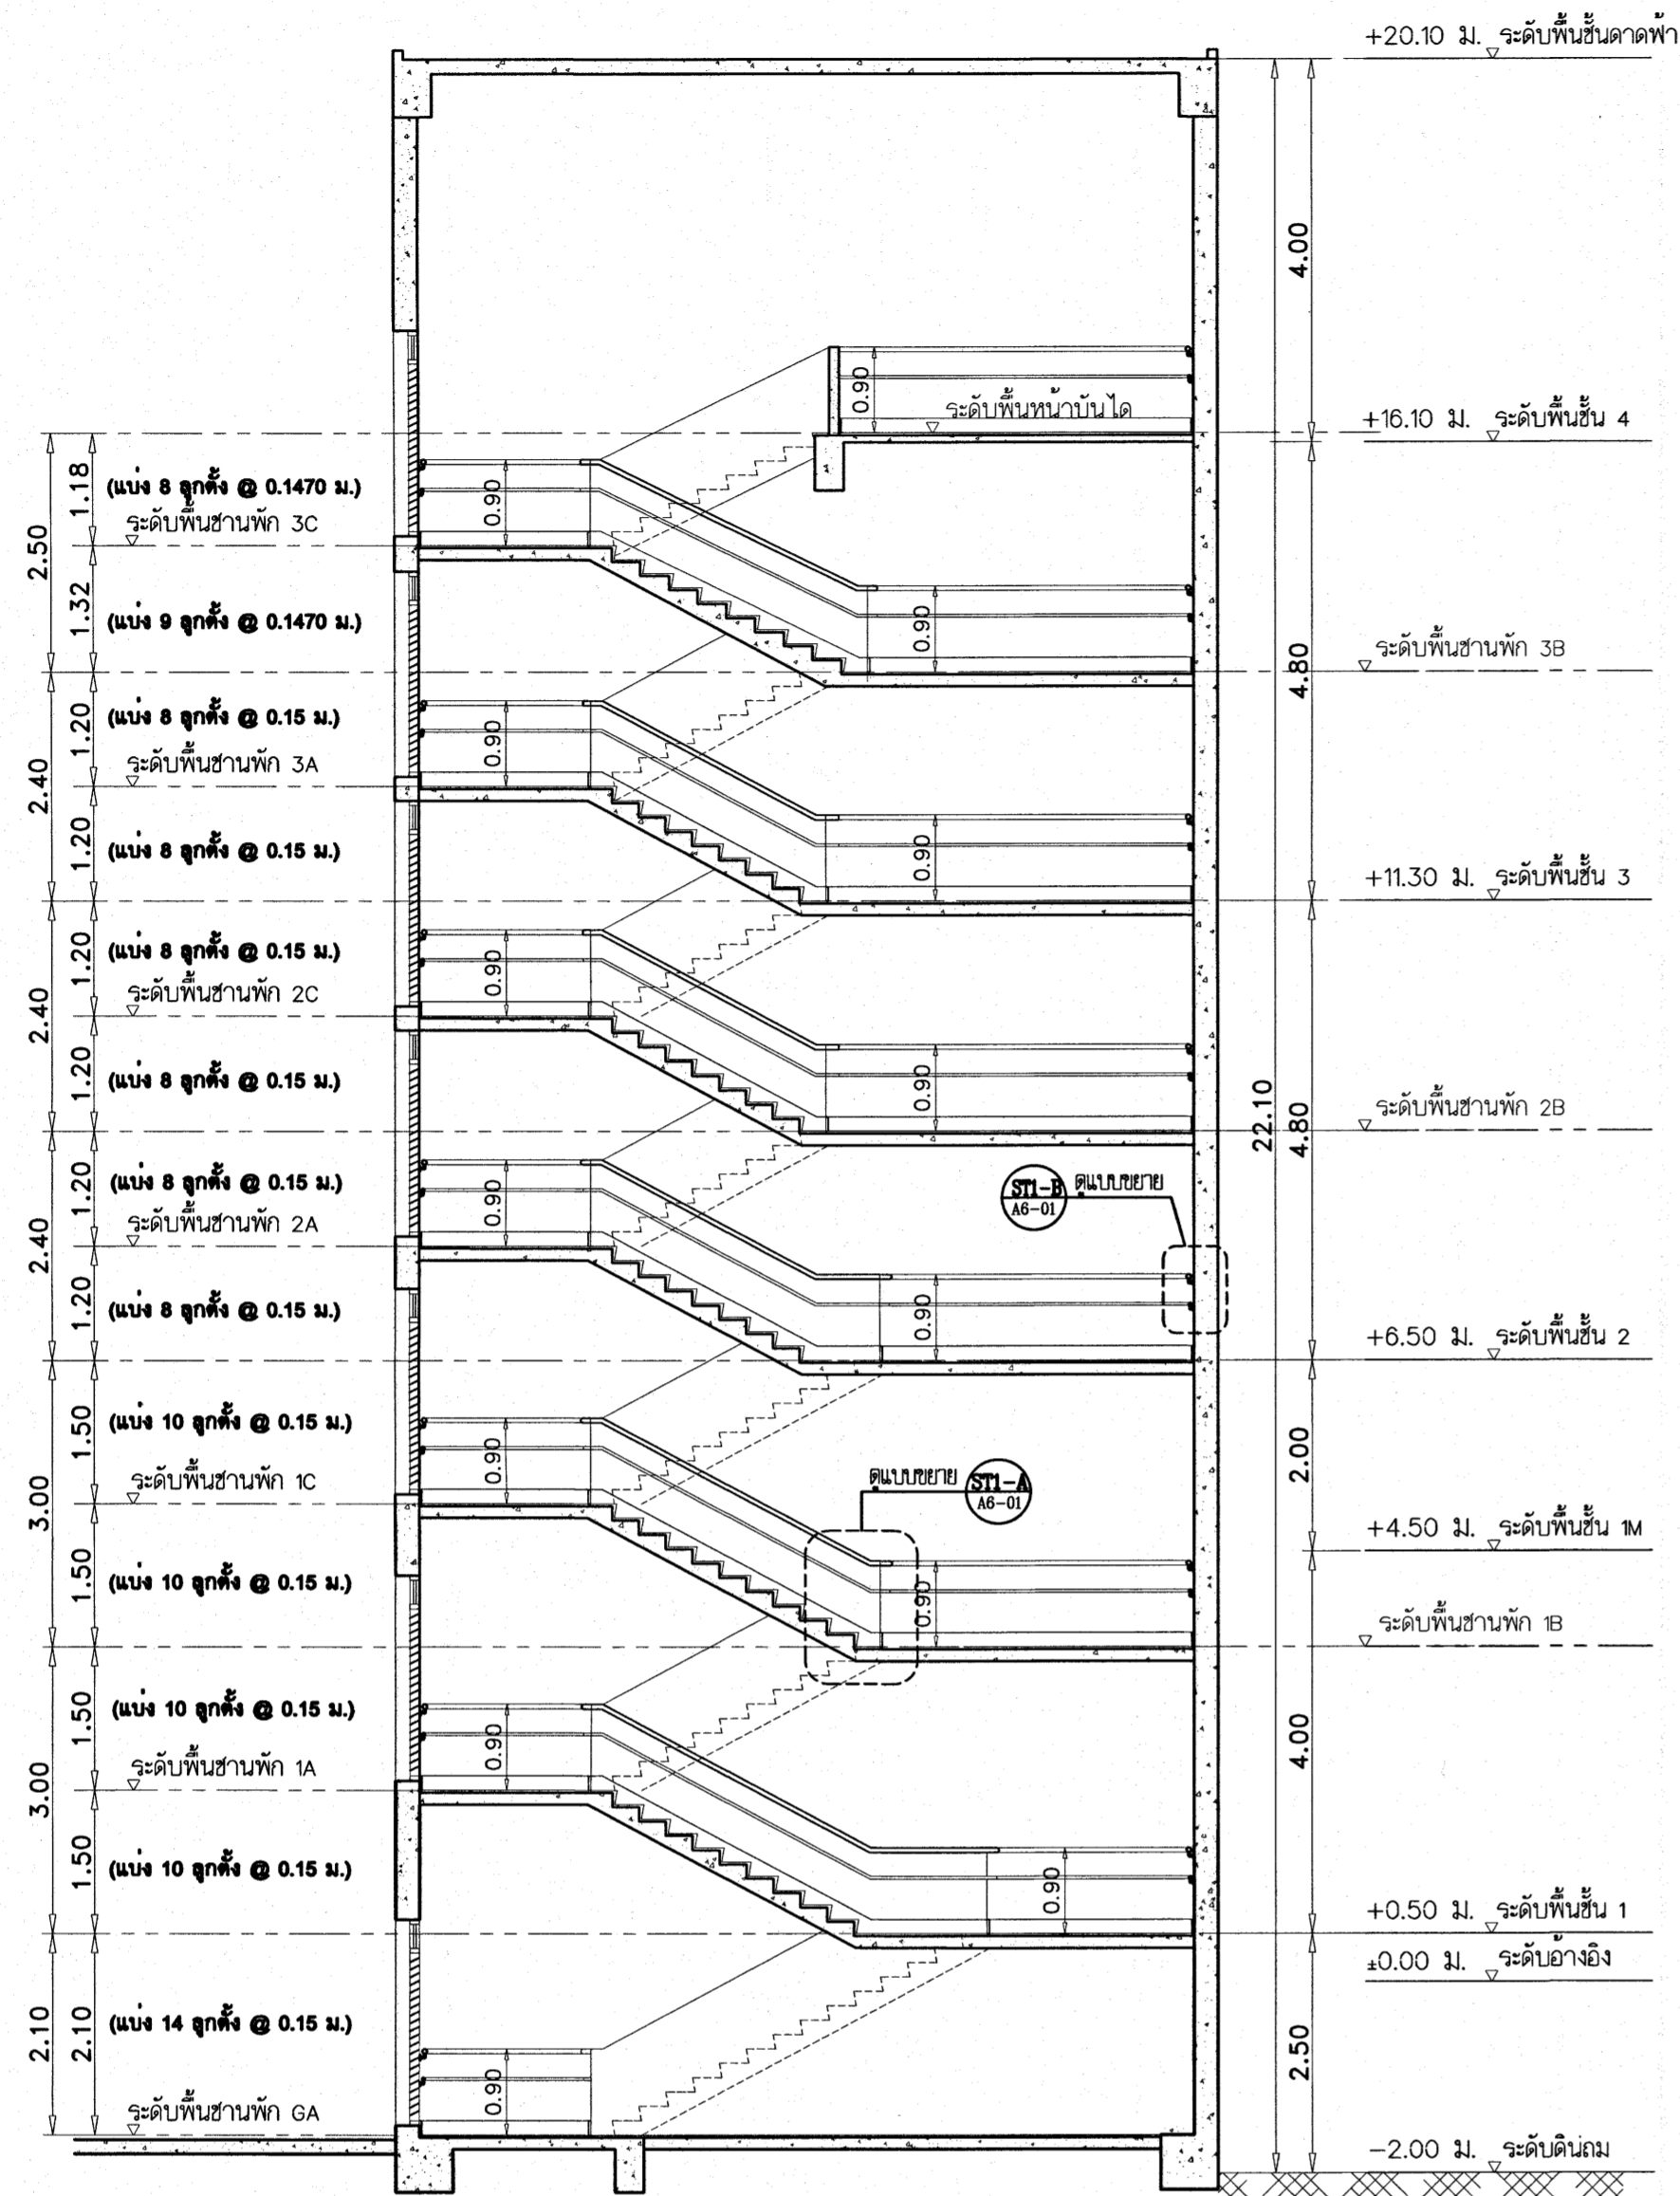 +20.10 ม. ระดับพื้นชั้นดาดฟ้า
4.00
0.90
ระดับพื้นหน้าบันได
+16.10 ม. ระดับพื้นชั้น 4
2.50
1.18
(แบ่ง 8 ลูกตั้ง @ 0.1470 ม.)
ระดับพื้นชานพัก 3C
0.90
1.32
(แบ่ง 9 ลูกตั้ง @ 0.1470 ม.)
0.90
4.80
ระดับพื้นชานพัก 3B
2.40
1.20
(แบ่ง 8 ลูกตั้ง @ 0.15 ม.)
ระดับพื้นชานพัก 3A
0.90
1.20
(แบ่ง 8 ลูกตั้ง @ 0.15 ม.)
0.90
+11.30 ม. ระดับพื้นชั้น 3
2.40
1.20
(แบ่ง 8 ลูกตั้ง @ 0.15 ม.)
ระดับพื้นชานพัก 2C
0.90
1.20
(แบ่ง 8 ลูกตั้ง @ 0.15 ม.)
0.90
22.10
4.80
ระดับพื้นชานพัก 2B
2.40
1.20
(แบ่ง 8 ลูกตั้ง @ 0.15 ม.)
ระดับพื้นชานพัก 2A
0.90
ST1-B
A6-01
ดูแบบขยาย
1.20
(แบ่ง 8 ลูกตั้ง @ 0.15 ม.)
0.90
+6.50 ม. ระดับพื้นชั้น 2
3.00
1.50
(แบ่ง 10 ลูกตั้ง @ 0.15 ม.)
ระดับพื้นชานพัก 1C
0.90
ดูแบบขยาย
ST1-A
A6-01
2.00
+4.50 ม. ระดับพื้นชั้น 1M
1.50
(แบ่ง 10 ลูกตั้ง @ 0.15 ม.)
0.90
ระดับพื้นชานพัก 1B
3.00
1.50
(แบ่ง 10 ลูกตั้ง @ 0.15 ม.)
ระดับพื้นชานพัก 1A
0.90
4.00
1.50
(แบ่ง 10 ลูกตั้ง @ 0.15 ม.)
0.90
+0.50 ม. ระดับพื้นชั้น 1
±0.00 ม. ระดับอ้างอิง
2.10
2.10
(แบ่ง 14 ลูกตั้ง @ 0.15 ม.)
0.90
2.50
ระดับพื้นชานพัก GA
-2.00 ม. ระดับดินถม